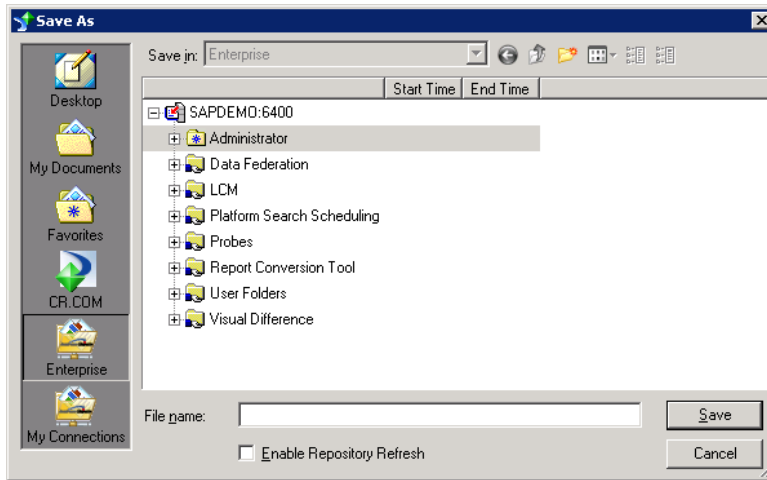 Save As
Save in: Enterprise
Start Time End Time
Desktop
My Documents
Favorites
CR.COM
Enterprise
My Connections
SAPDEMO:6400
Administrator
Data Federation
LCM
Platform Search Scheduling
Probes
Report Conversion Tool
User Folders
Visual Difference
File name:
Save
Enable Repository Refresh
Cancel